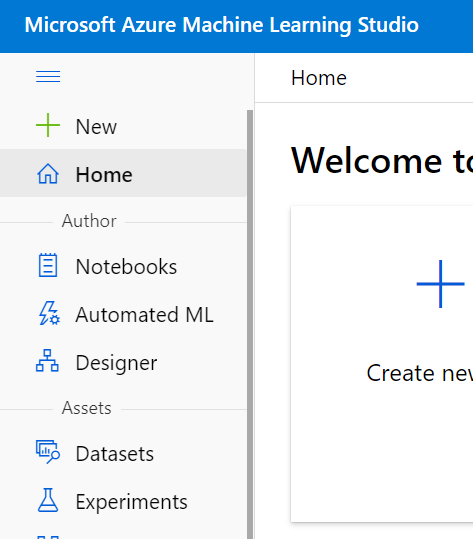 Microsoft Azure Machine Learning Studio
Home
New
Home
Author
Notebooks
Automated ML
Designer
Assets
Datasets
Experiments
Welcome to
Create new